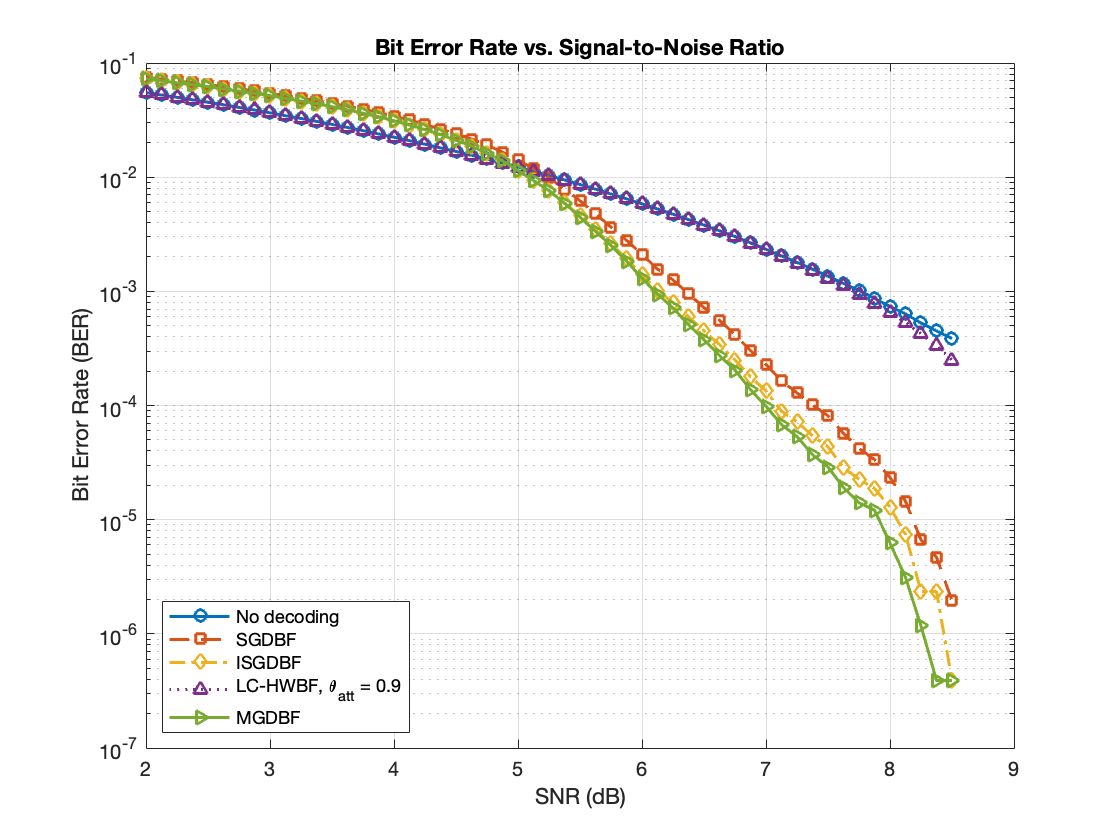 Bit Error Rate vs. Signal-to-Noise Ratio
10-1
10-2
10-3
10-4
10-5
10-6
10-7
Bit Error Rate (BER)
No decoding
SGDBF
ISGDBF
LC-HWBF, θatt = 0.9
MGDBF
2 3 4 5 6 7 8 9
SNR (dB)